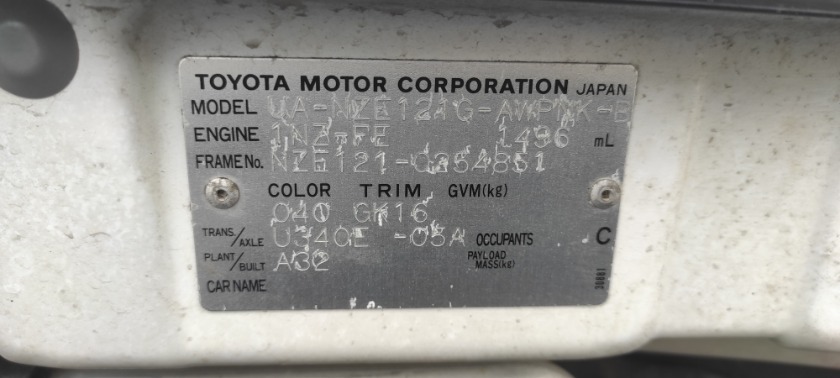 TOYOTA MOTOR CORPORATION JAPAN
MODEL UA-NZE121G-AWPNK-B
ENGINE 1NZ-FE 1496 mL
FRAME No. NZE121-0354851
COLOR TRIM GVM(kg)
040 GK16
TRANS/AXLE U340E -05A OCCUPANTS C
PLANT/BUILT A32 PAYLOAD MASS(kg)
CAR NAME